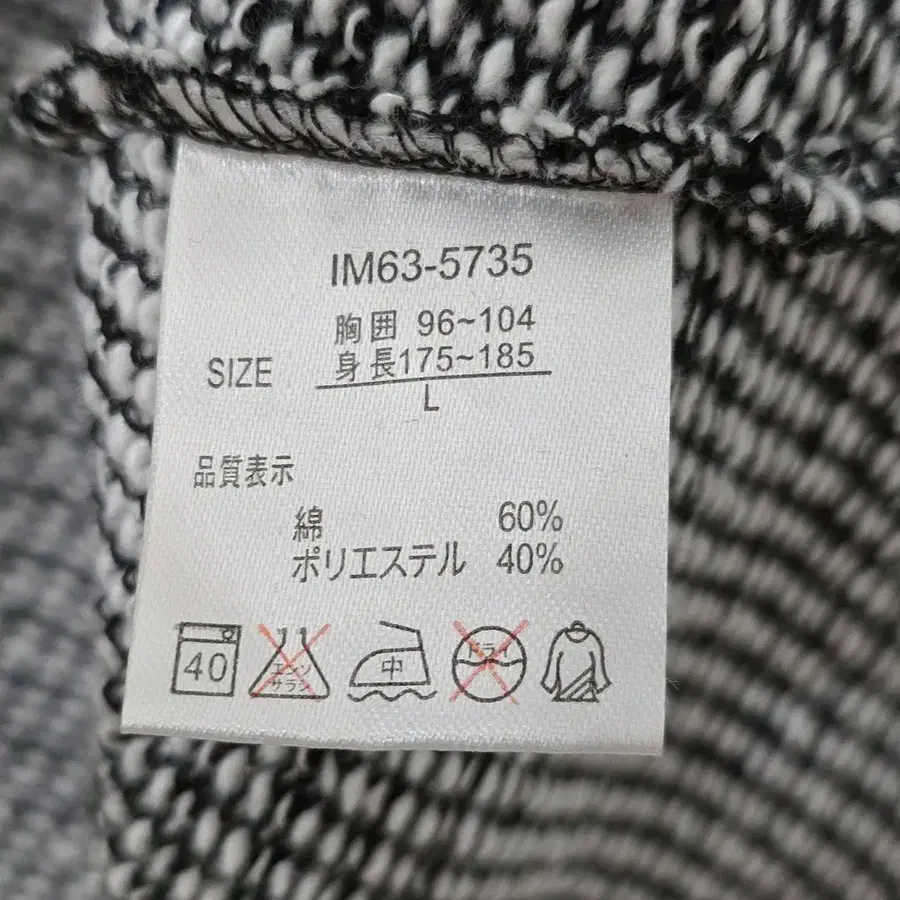 IM63-5735
胸囲 96~104
SIZE 身長175~185
L
品質表示
綿 60%
ポリエステル 40%
40
エンソ
サラシ
中
ドライ